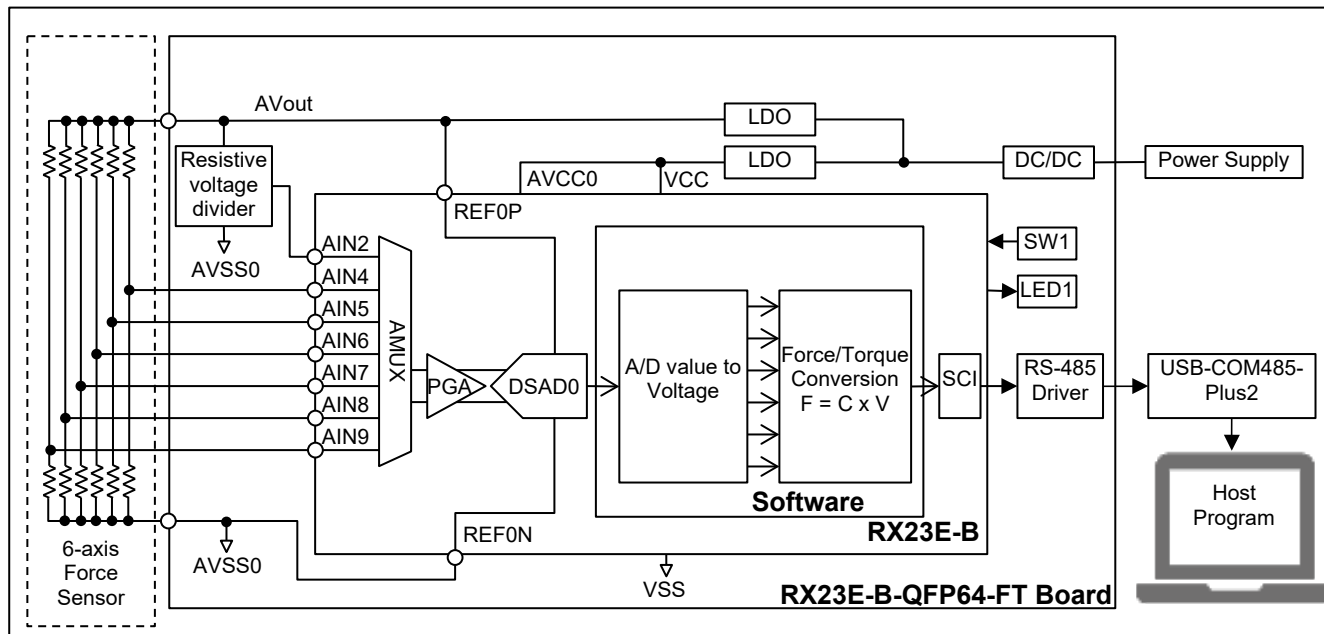 AVout
LDO
LDO
DC/DC
Power Supply
Resistive
voltage
divider
AVCC0
VCC
REF0P
AVSS0
AIN2
AIN4
AIN5
AIN6
AIN7
AIN8
AIN9
AMUX
PGA
DSAD0
A/D value to
Voltage
Force/Torque
Conversion
F = C x V
Software
SCI
SW1
LED1
RS-485
Driver
USB-COM485-
Plus2
Host
Program
RX23E-B
REF0N
6-axis
Force
Sensor
AVSS0
VSS
RX23E-B-QFP64-FT Board